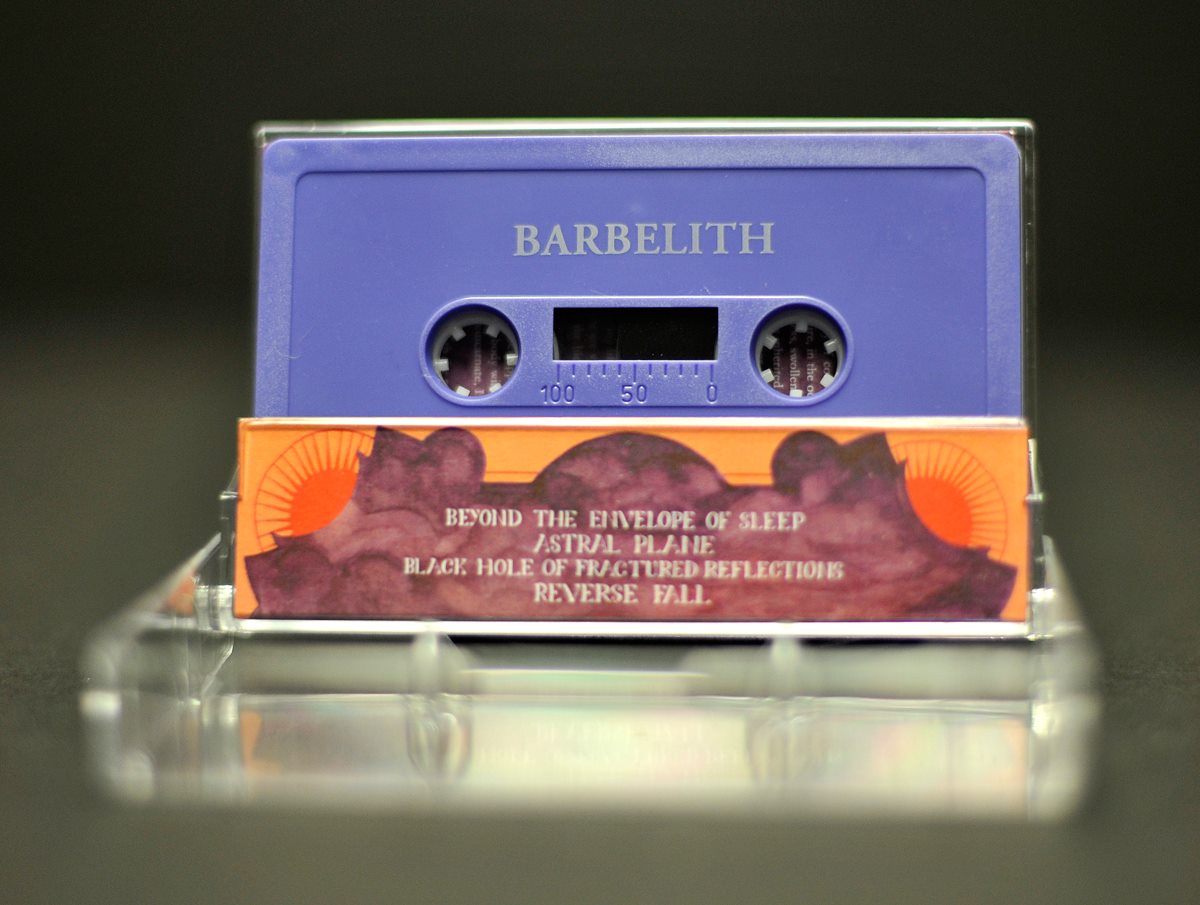 BARBELITH
100 50 0
BEYOND THE ENVELOPE OF SLEEP
ASTRAL PLANE
BLACK HOLE OF FRACTURED REFLECTIONS
REVERSE FALL